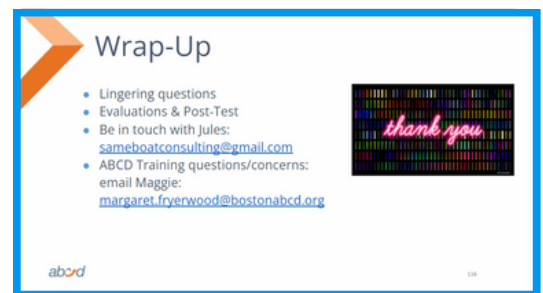 Wrap-Up
Lingering questions
Evaluations & Post-Test
Be in touch with Jules:
sameboatconsulting@gmail.com
ABCD Training questions/concerns:
email Maggie:
margaret.fryerwood@bostonabcd.org
thank you
abcd